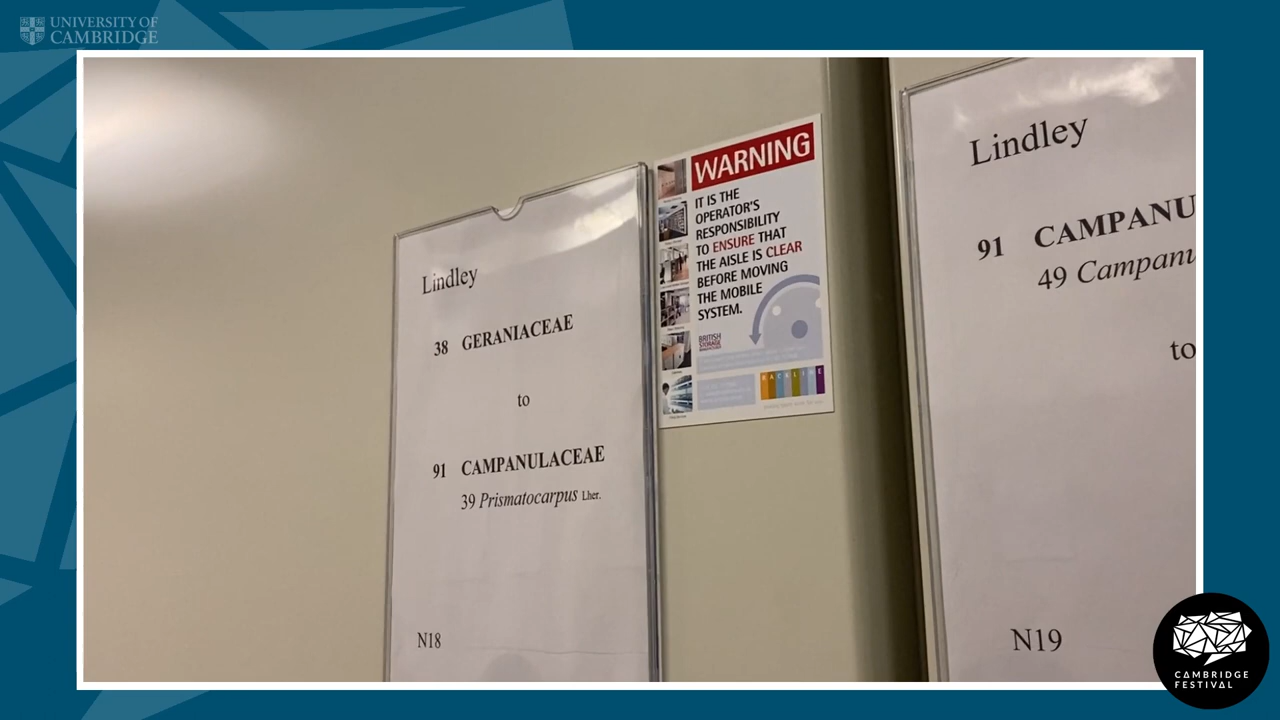 UNIVERSITY OF
CAMBRIDGE
Lindley
38 GERANIACEAE
to
91 CAMPANULACEAE
39 Prismatocarpus Lher.
N18
WARNING
IT IS THE
OPERATOR'S
RESPONSIBILITY
TO ENSURE THAT
THE AISLE IS CLEAR
BEFORE MOVING
THE MOBILE
SYSTEM.
BRITISH
STORAGE
BACKLINE
Lindley
91 CAMPANU
49 Campanu
to
N19
CAMBRIDGE
FESTIVAL